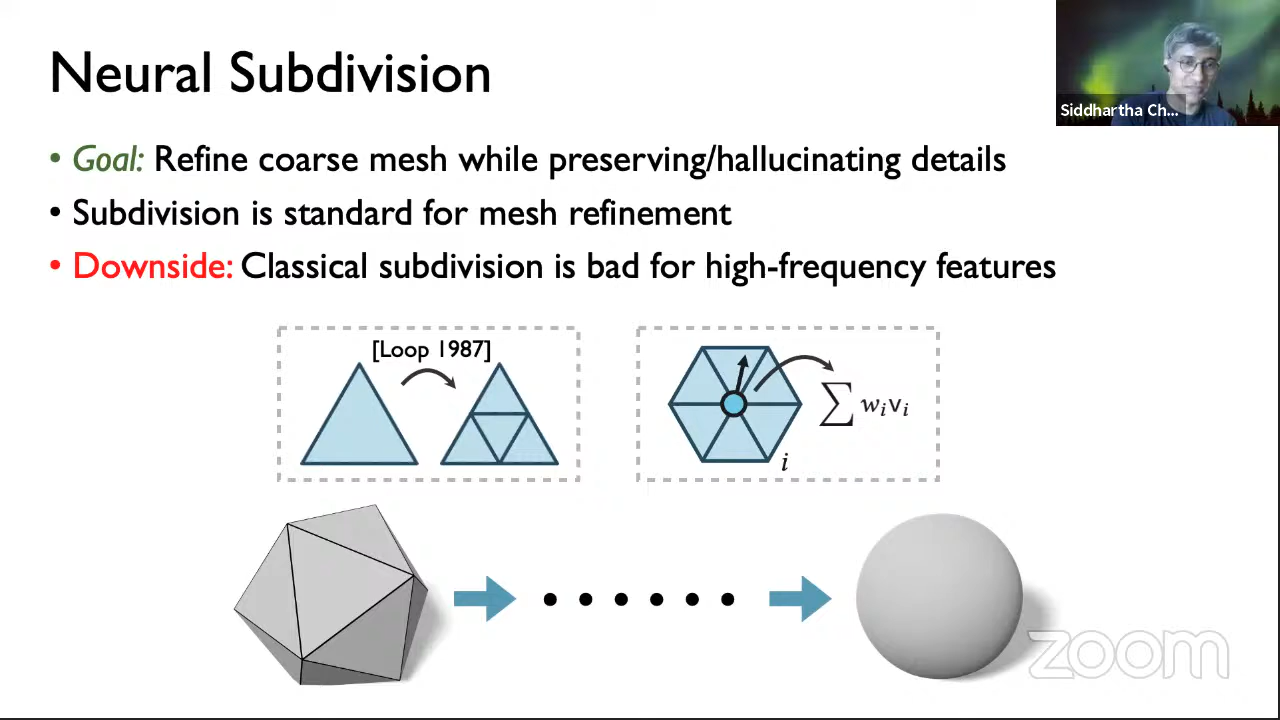 Neural Subdivision
Siddhartha Ch...
• Goal: Refine coarse mesh while preserving/hallucinating details
• Subdivision is standard for mesh refinement
• Downside: Classical subdivision is bad for high-frequency features
[Loop 1987]
∑ wᵢvᵢ
i
zoom